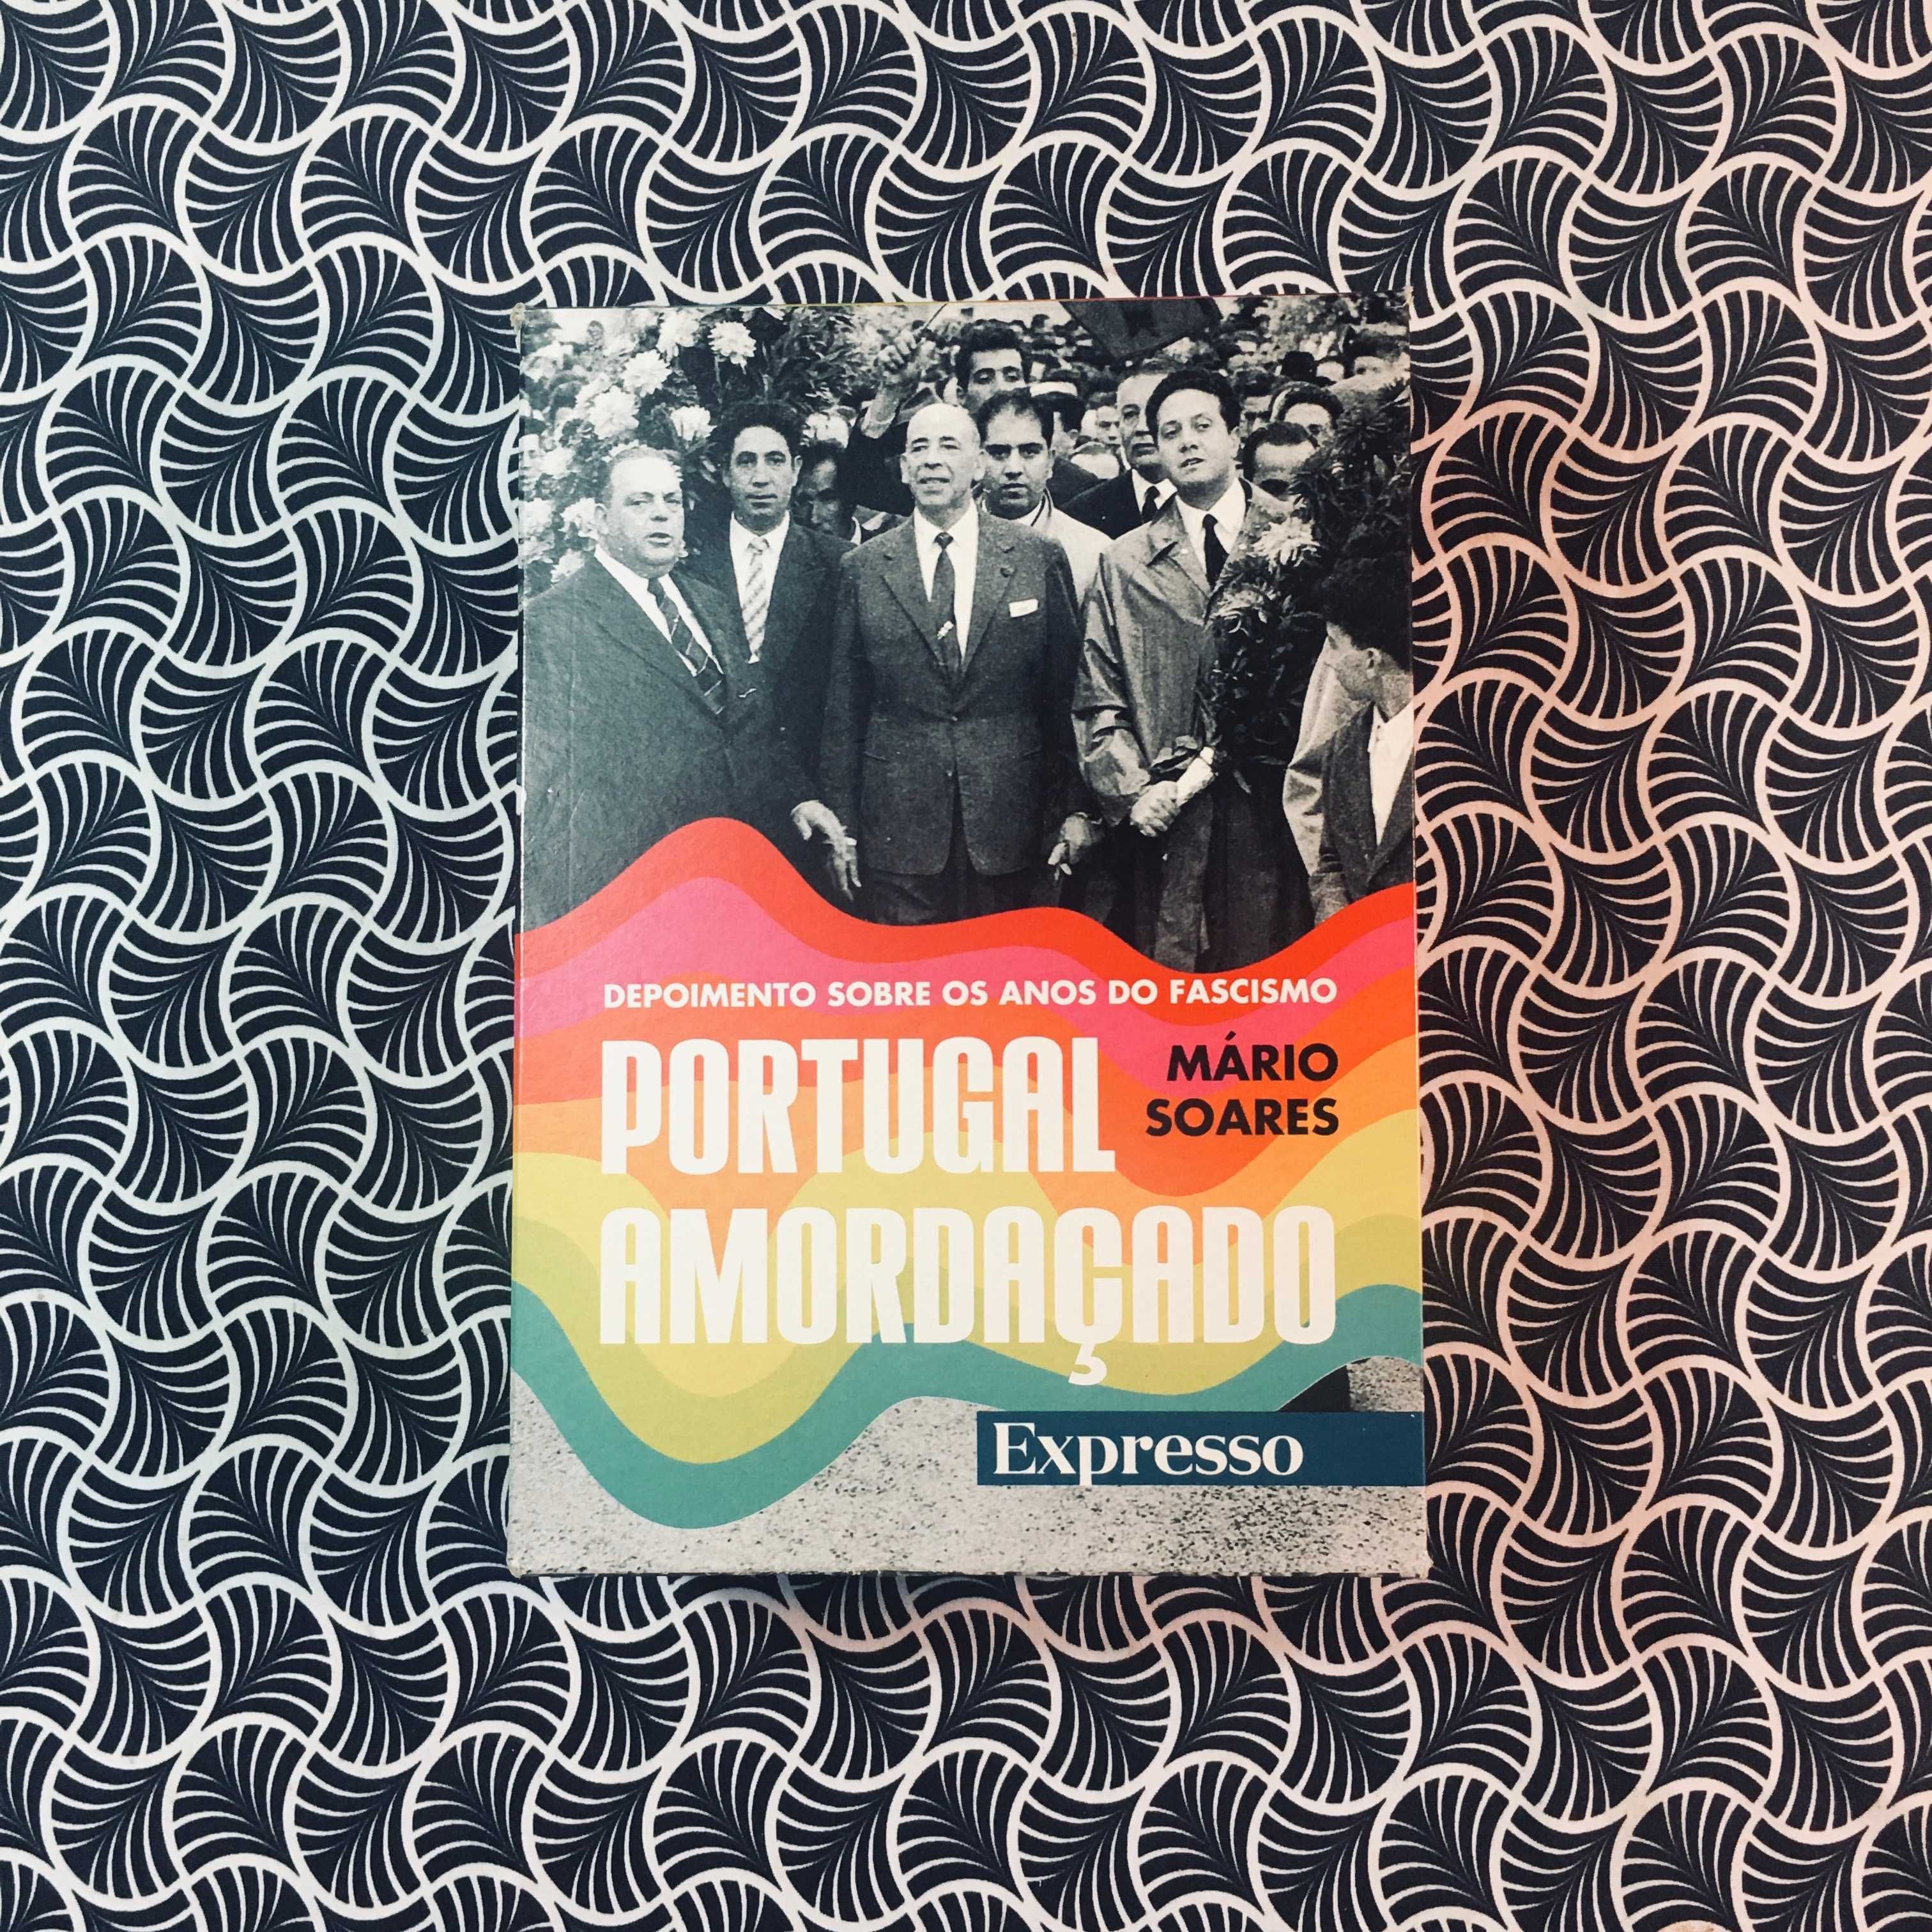 DEPOIMENTO SOBRE OS ANOS DO FASCISMO
PORTUGAL
MÁRIO
SOARES
AMORDAÇADO
Expresso